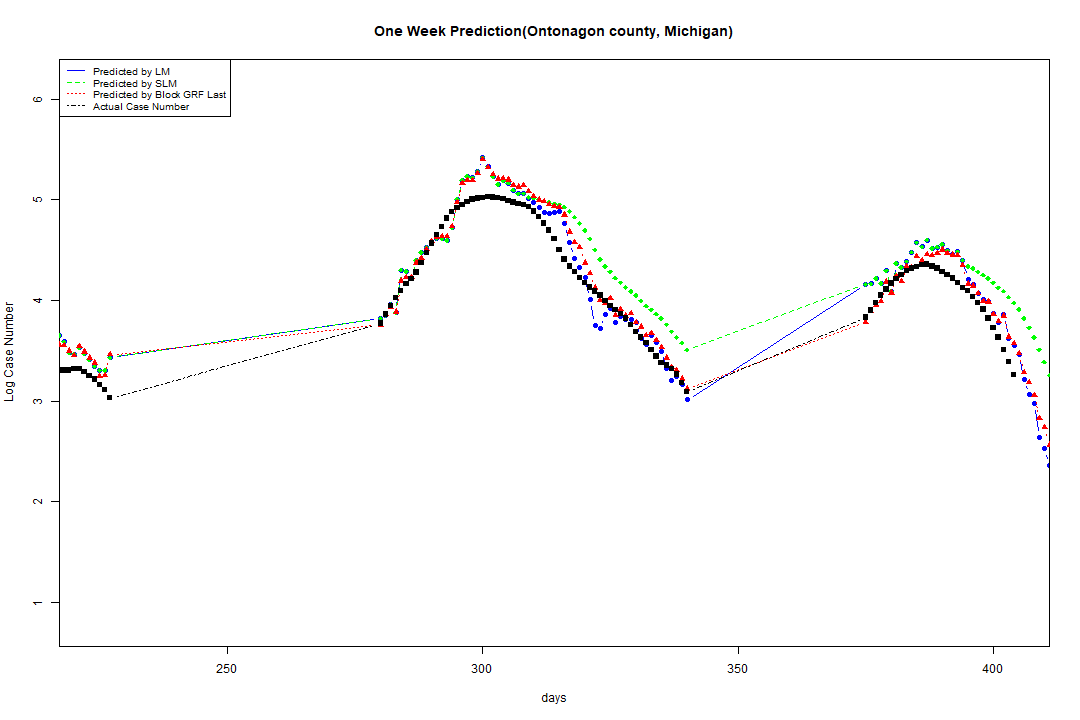 One Week Prediction(Ontonagon county, Michigan)
Predicted by LM
Predicted by SLM
Predicted by Block GRF Last
Actual Case Number
Log Case Number
6
5
4
3
2
1
250
300
350
400
days